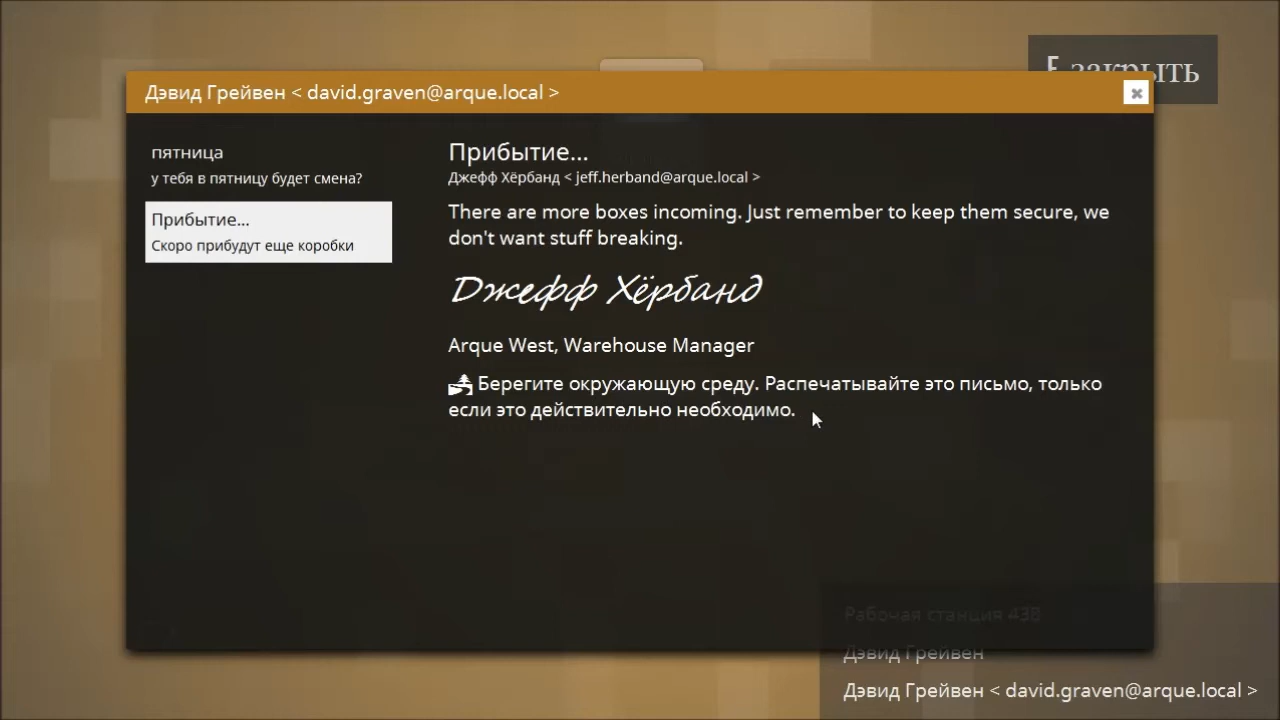 E закрыть
Дэвид Грейвен < david.graven@arque.local >
пятница
у тебя в пятницу будет смена?
Прибытие...
Скоро прибудут еще коробки
Прибытие...
Джефф Хёрбанд < jeff.herband@arque.local >
There are more boxes incoming. Just remember to keep them secure, we
don't want stuff breaking.
Джефф Хёрбанд
Arque West, Warehouse Manager
Берегите окружающую среду. Распечатывайте это письмо, только
если это действительно необходимо.
Рабочая станция 438
Дэвид Грейвен
Дэвид Грейвен < david.graven@arque.local >